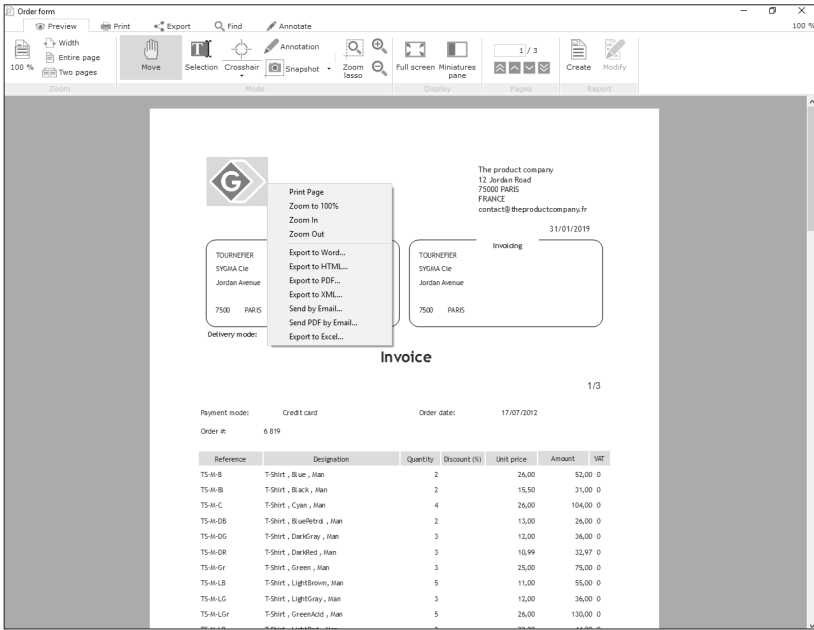 Order form
Preview Print Export Find Annotate
100 %
100 % Width Entire page Two pages
Zoom
Move Selection Crosshair Annotation Snapshot Zoom lasso
Mode
Full screen Miniatures pane
Display
1 / 3
Pages
Create Modify
Report
G
The product company
12 Jordan Road
75000 PARIS
FRANCE
contact@theproductcompany.fr
31/01/2019
Print Page
Zoom to 100%
Zoom In
Zoom Out
Export to Word...
Export to HTML...
Export to PDF...
Export to XML...
Send by Email...
Send PDF by Email...
Export to Excel...
TOURNEFIER
SYGMA Cie
Jordan Avenue
7500 PARIS
Invoicing
TOURNEFIER
SYGMA Cie
Jordan Avenue
7500 PARIS
Delivery mode:
Invoice
1/3
Payment mode: Credit card Order date: 17/07/2012
Order #: 6 819
Reference Designation Quantity Discount (%) Unit price Amount VAT
TS-M-B T-Shirt , Blue , Man 2 26,00 52,00 0
TS-M-Bl T-Shirt , Black , Man 2 15,50 31,00 0
TS-M-C T-Shirt , Cyan , Man 4 26,00 104,00 0
TS-M-DB T-Shirt , BluePetrol , Man 2 13,00 26,00 0
TS-M-DG T-Shirt , DarkGray , Man 3 12,00 36,00 0
TS-M-DR T-Shirt , DarkRed , Man 3 10,99 32,97 0
TS-M-Gr T-Shirt , Green , Man 3 25,00 75,00 0
TS-M-LB T-Shirt , LightBrown, Man 5 11,00 55,00 0
TS-M-LG T-Shirt , LightGray , Man 3 12,00 36,00 0
TS-M-LGr T-Shirt , GreenAcid , Man 5 26,00 130,00 0